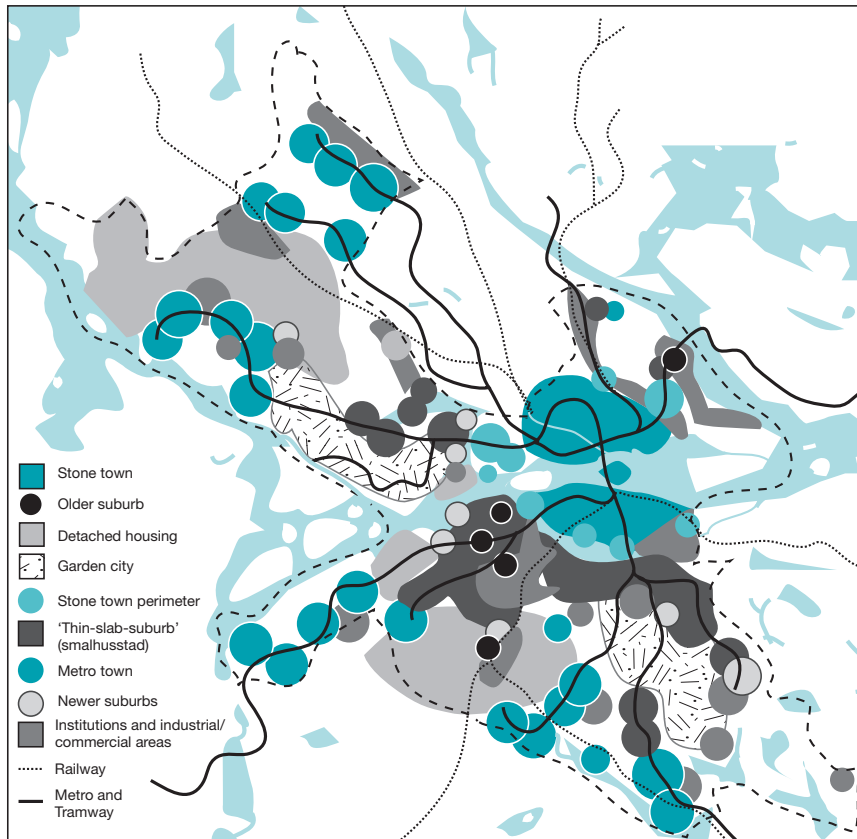 Stone town
Older suburb
Detached housing
Garden city
Stone town perimeter
‘Thin-slab-suburb’
(smalhusstad)
Metro town
Newer suburbs
Institutions and industrial/
commercial areas
Railway
Metro and
Tramway